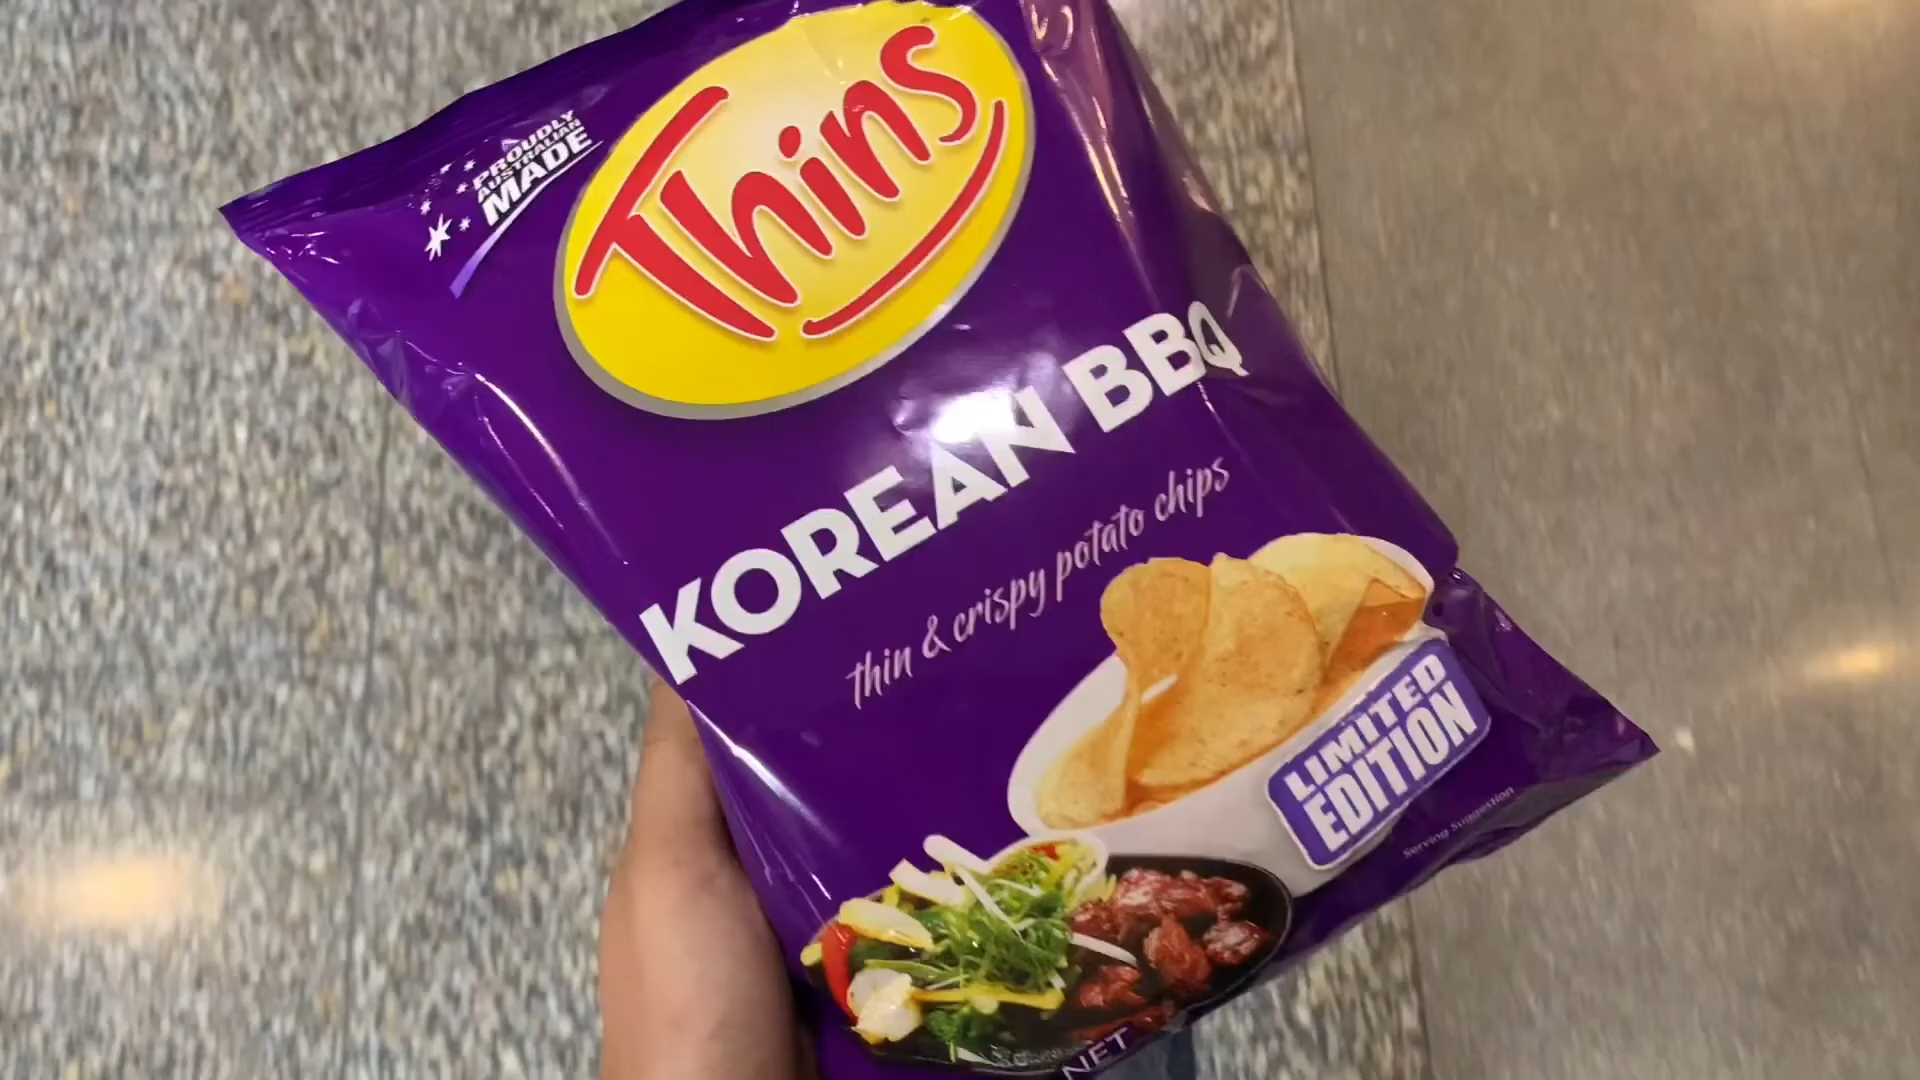 PROUDLY
AUSTRALIAN
MADE
Thins
KOREAN BBQ
thin & crispy potato chips
LIMITED
EDITION
Serving Suggestion
NET